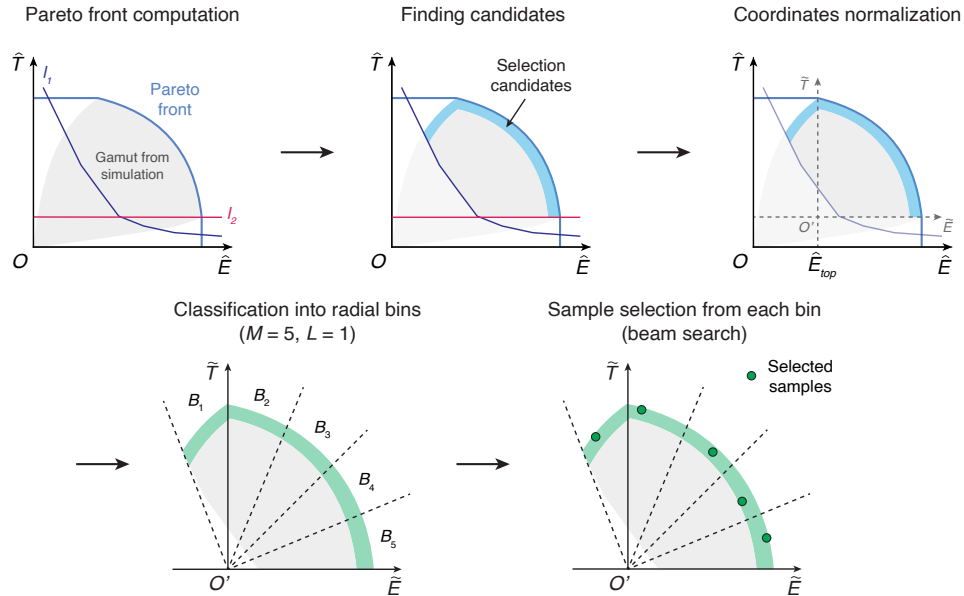 Pareto front computation
T̂
I₁
Pareto
front
Gamut from
simulation
I₂
O
Ê
Finding candidates
T̂
Selection
candidates
O
Ê
Coordinates normalization
T̂
T̃
O'
Ẽ
O
Ê_top
Ê
Classification into radial bins
(M = 5, L = 1)
T̃
B₁
B₂
B₃
B₄
B₅
O'
Ẽ
Sample selection from each bin
(beam search)
T̃
Selected
samples
O'
Ẽ